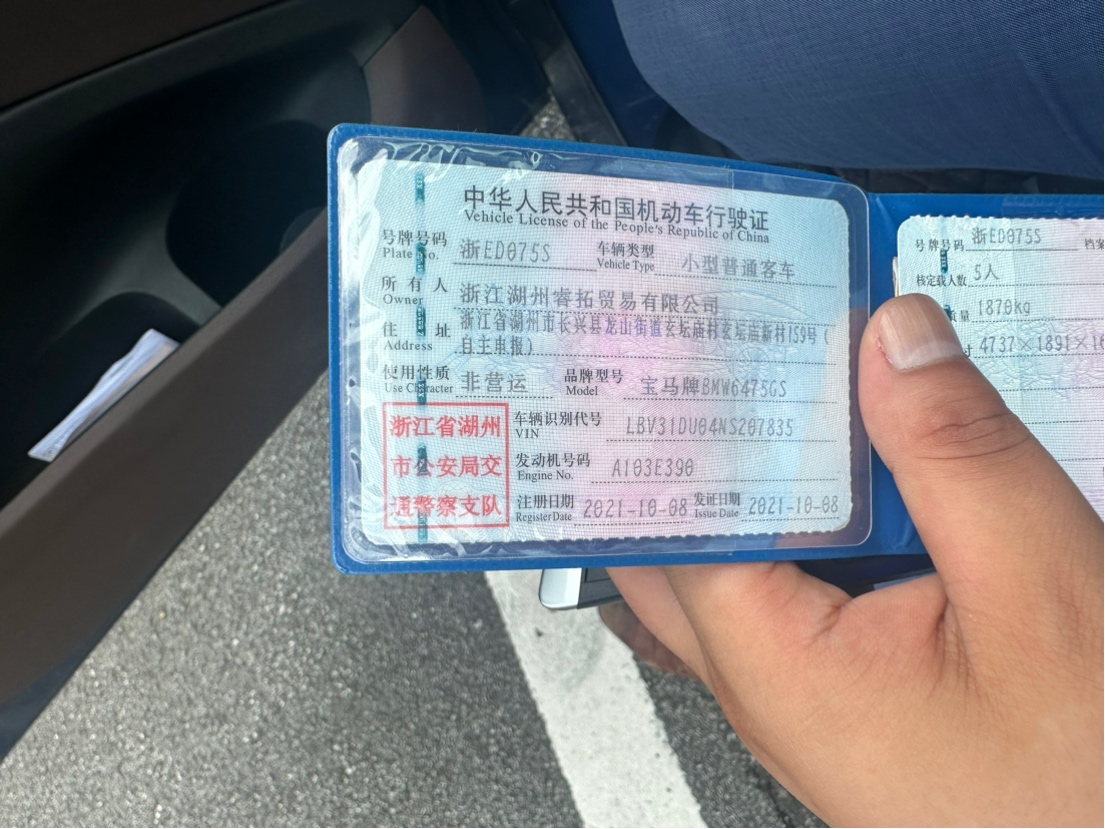 中华人民共和国机动车行驶证
Vehicle License of the People's Republic of China
号牌号码 浙ED075S 车辆类型 小型普通客车
Plate No. Vehicle Type
所有人 浙江湖州睿拓贸易有限公司
Owner
住址 浙江省湖州市长兴县龙山街道玄坛庙村玄坛庙新村159号(
Address 自主申报)
使用性质 非营运 品牌型号 宝马牌BMW6475GS
Use Character Model
浙江省湖州
市公安局交
通警察支队
车辆识别代号 LBV31DU04NS207835
VIN
发动机号码 A103E390
Engine No.
注册日期 2021-10-08 发证日期 2021-10-08
Register Date Issue Date
号牌号码 浙ED075S 档案
核定载人数 5人
质量 1870kg
寸 4737×1891×16